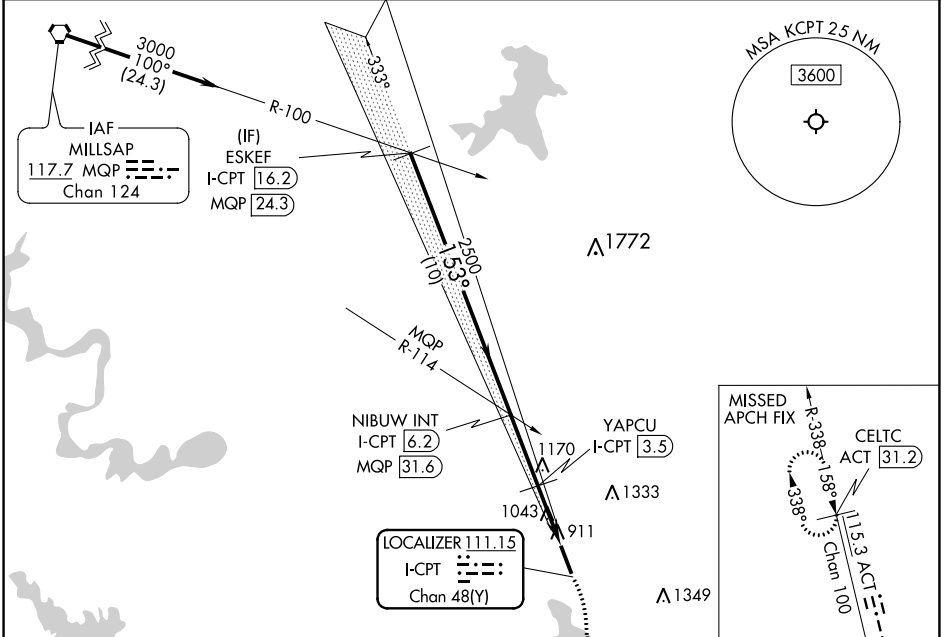 3000
100°
(24.3)
R-100
IAF
MILLSAP
117.7 MQP
Chan 124
(IF)
ESKEF
I-CPT 16.2
MQP 24.3
333°
MSA KCPT 25 NM
3600
1772
2500
153°
(10)
MQP
R-114
NIBUW INT
I-CPT 6.2
MQP 31.6
YAPCU
I-CPT 3.5
1170
1333
1043
911
LOCALIZER 111.15
I-CPT
Chan 48(Y)
1349
MISSED
APCH FIX
R-338
158°
338°
CELTC
ACT 31.2
115.3 ACT
Chan 100